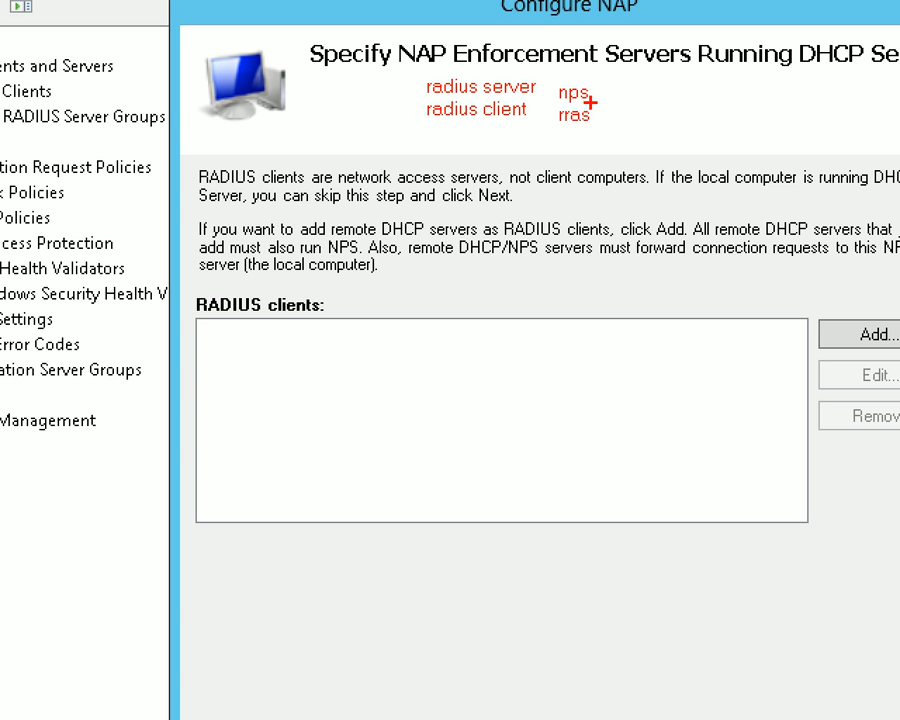 Configure NAP
ents and Servers
Clients
RADIUS Server Groups
tion Request Policies
Policies
Policies
cess Protection
Health Validators
dows Security Health V
Settings
Error Codes
ation Server Groups
Management
Specify NAP Enforcement Servers Running DHCP Se
radius server nps
radius client rras
RADIUS clients are network access servers, not client computers. If the local computer is running DHC
Server, you can skip this step and click Next.
If you want to add remote DHCP servers as RADIUS clients, click Add. All remote DHCP servers that
add must also run NPS. Also, remote DHCP/NPS servers must forward connection requests to this NP
server (the local computer).
RADIUS clients:
Add...
Edit...
Remov